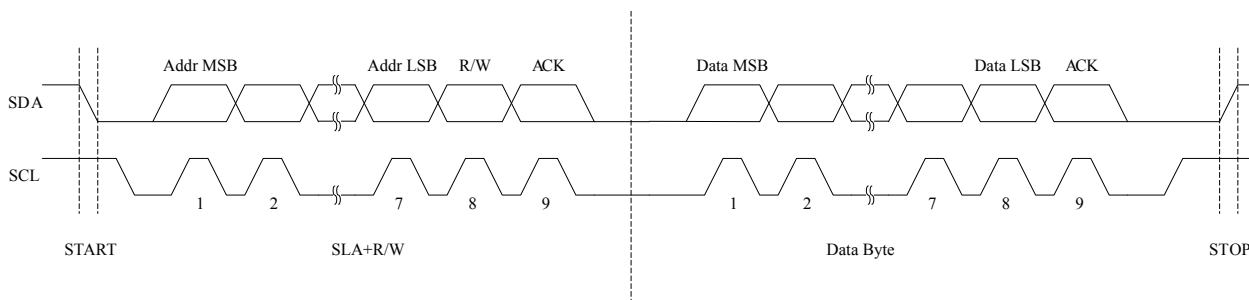 Addr MSB Addr LSB R/W ACK Data MSB Data LSB ACK
SDA
SCL
1 2 7 8 9 1 2 7 8 9
START SLA+R/W Data Byte STOP